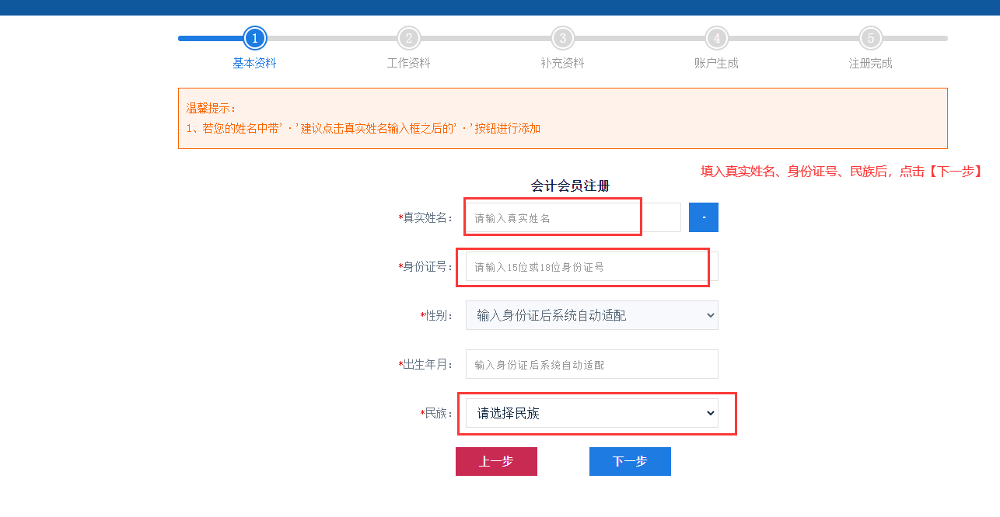 1 2 3 4 5
基本资料 工作资料 补充资料 账户生成 注册完成
温馨提示：
1、若您的姓名中带'·'建议点击真实姓名输入框之后的'·'按钮进行添加
填入真实姓名、身份证号、民族后，点击【下一步】
会计会员注册
*真实姓名： 请输入真实姓名 ·
*身份证号： 请输入15位或18位身份证号
*性别： 输入身份证后系统自动适配
*出生年月： 输入身份证后系统自动适配
*民族： 请选择民族
上一步 下一步